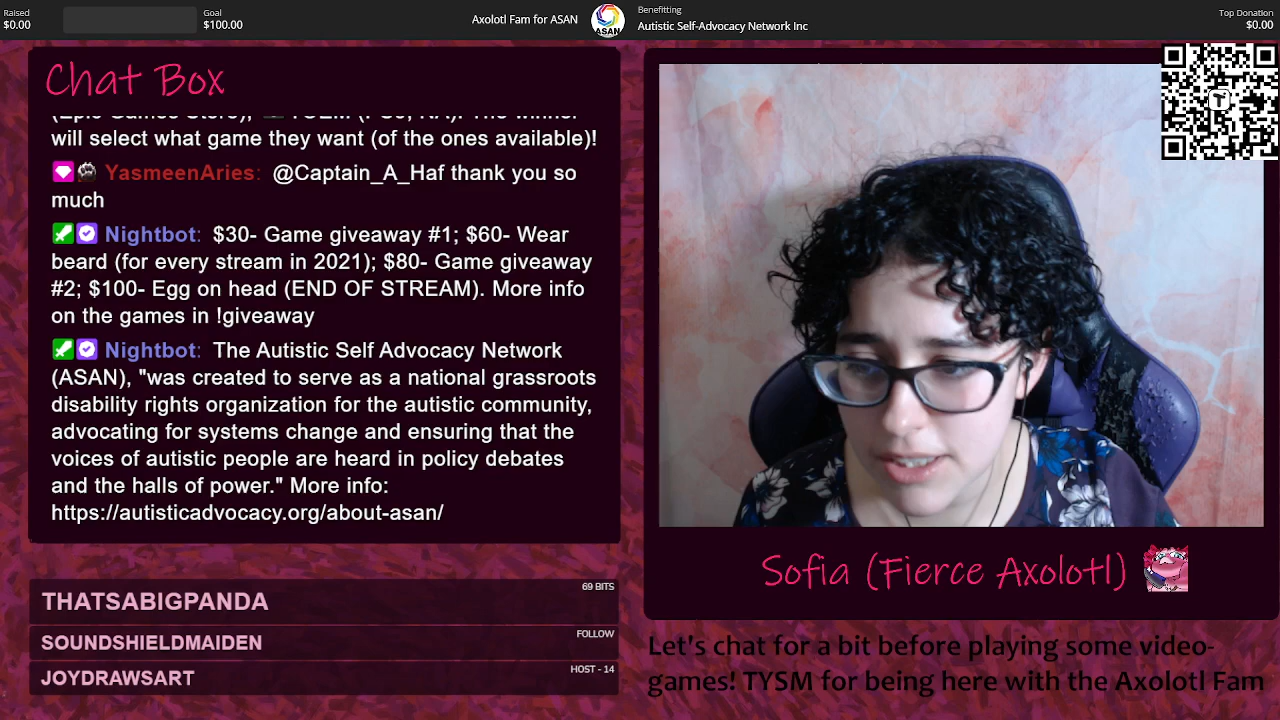 Raised
$0.00
Goal
$100.00
Axolotl Fam for ASAN
ASAN
Benefitting
Autistic Self-Advocacy Network Inc
Top Donation
$0.00
Chat Box
will select what game they want (of the ones available)!
YasmeenAries: @Captain_A_Haf thank you so
much
Nightbot: $30- Game giveaway #1; $60- Wear
beard (for every stream in 2021); $80- Game giveaway
#2; $100- Egg on head (END OF STREAM). More info
on the games in !giveaway
Nightbot: The Autistic Self Advocacy Network
(ASAN), "was created to serve as a national grassroots
disability rights organization for the autistic community,
advocating for systems change and ensuring that the
voices of autistic people are heard in policy debates
and the halls of power." More info:
https://autisticadvocacy.org/about-asan/
THATSABIGPANDA
69 BITS
SOUNDSHIELDMAIDEN
FOLLOW
JOYDRAWSART
HOST - 14
Sofia (Fierce Axolotl)
Let's chat for a bit before playing some video-
games! TYSM for being here with the Axolotl Fam